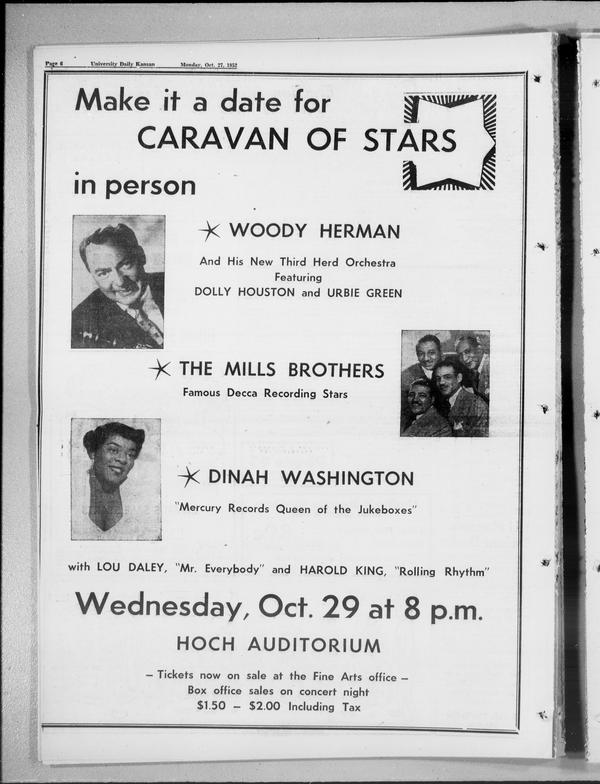 Page 6 University Daily Kansan Monday, Oct. 27, 1952
Make it a date for
CARAVAN OF STARS
in person
WOODY HERMAN
And His New Third Herd Orchestra
Featuring
DOLLY HOUSTON and URBIE GREEN
THE MILLS BROTHERS
Famous Decca Recording Stars
DINAH WASHINGTON
"Mercury Records Queen of the Jukeboxes"
with LOU DALEY, "Mr. Everybody" and HAROLD KING, "Rolling Rhythm"
Wednesday, Oct. 29 at 8 p.m.
HOCH AUDITORIUM
— Tickets now on sale at the Fine Arts office —
Box office sales on concert night
$1.50 — $2.00 Including Tax